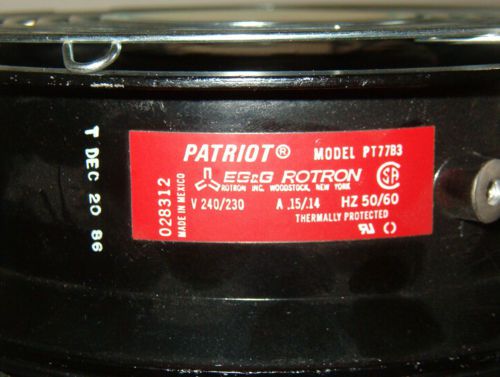 T DEC 20 86
PATRIOT® MODEL PT77B3
EG&G ROTRON SA
ROTRON INC. WOODSTOCK, NEW YORK
V 240/230 A .15/.14 HZ 50/60
THERMALLY PROTECTED
028312
MADE IN MEXICO